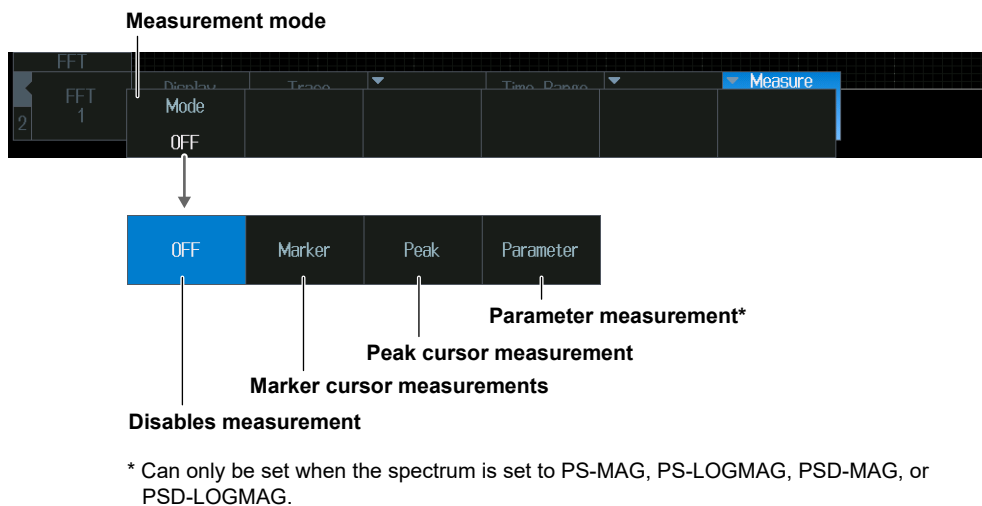 Measurement mode
FFT
FFT
1
2
Display
Trace
Time Range
Measure
Mode
OFF
OFF
Marker
Peak
Parameter
Parameter measurement*
Peak cursor measurement
Marker cursor measurements
Disables measurement
* Can only be set when the spectrum is set to PS-MAG, PS-LOGMAG, PSD-MAG, or
PSD-LOGMAG.